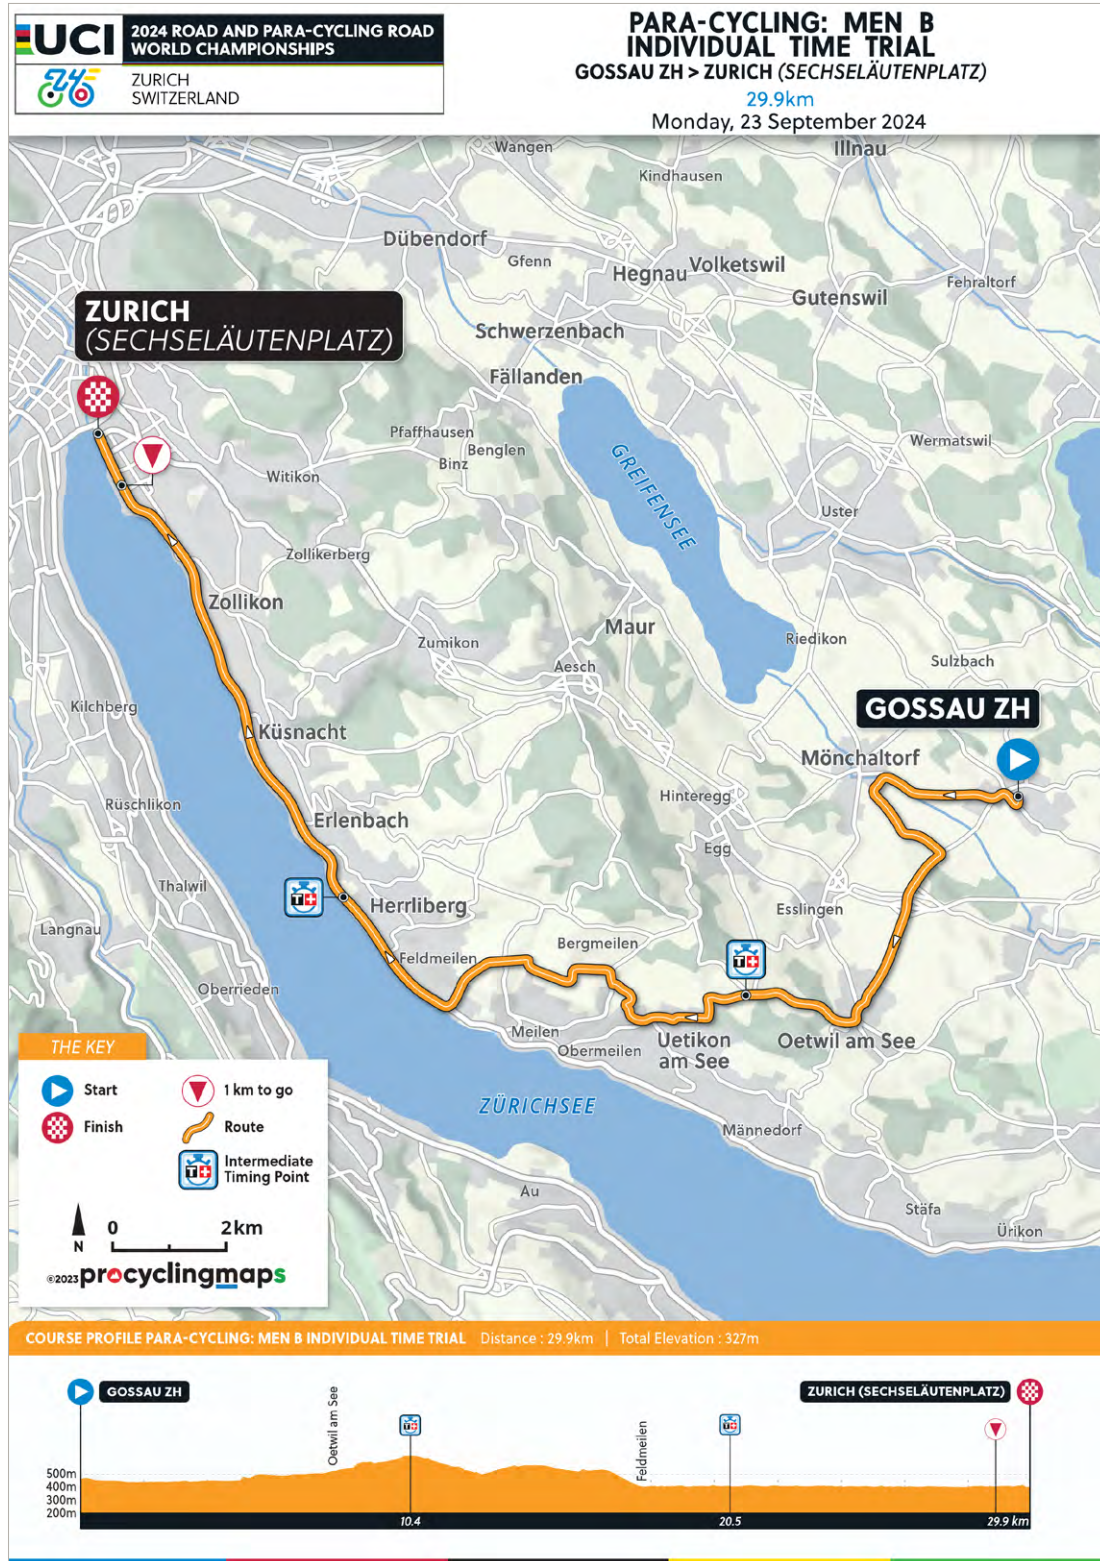 UCI
2024 ROAD AND PARA-CYCLING ROAD
WORLD CHAMPIONSHIPS
ZURICH
SWITZERLAND
PARA-CYCLING: MEN B
INDIVIDUAL TIME TRIAL
GOSSAU ZH > ZURICH (SECHSELÄUTENPLATZ)
29.9km
Monday, 23 September 2024
Wangen
Illnau
Kindhausen
Dübendorf
Gfenn
Hegnau
Volketswil
Fehraltorf
Gutenswil
ZURICH
(SECHSELÄUTENPLATZ)
Schwerzenbach
Fällanden
Pfaffhausen
Benglen
Binz
Wermatswil
Witikon
GREIFENSEE
Uster
Zollikerberg
Zollikon
Maur
Riedikon
Zumikon
Aesch
Sulzbach
Kilchberg
GOSSAU ZH
Küsnacht
Mönchaltorf
Hinteregg
Rüschlikon
Erlenbach
Egg
Thalwil
Herrliberg
Esslingen
Langnau
Feldmeilen
Bergmeilen
Oberrieden
Meilen
Obermeilen
Uetikon
am See
Oetwil am See
ZÜRICHSEE
Männedorf
Au
Stäfa
Ürikon
THE KEY
Start
1 km to go
Finish
Route
T
Intermediate
Timing Point
N
0
2km
©2023 procyclingmaps
COURSE PROFILE PARA-CYCLING: MEN B INDIVIDUAL TIME TRIAL Distance : 29.9km | Total Elevation : 327m
GOSSAU ZH
Oetwil am See
Feldmeilen
ZURICH (SECHSELÄUTENPLATZ)
500m
400m
300m
200m
10.4
20.5
29.9 km